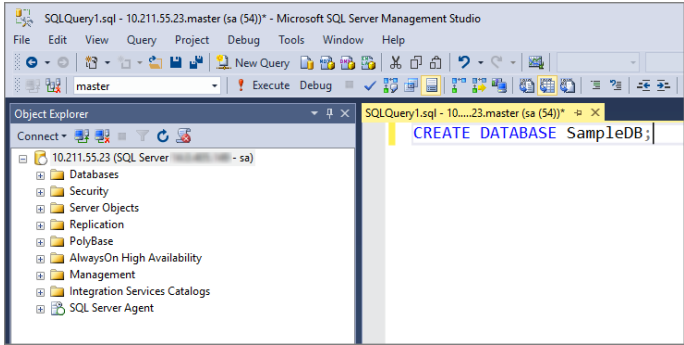 SQLQuery1.sql - 10.211.55.23.master (sa (54))* - Microsoft SQL Server Management Studio
File Edit View Query Project Debug Tools Window Help
New Query
master Execute Debug
Object Explorer
SQLQuery1.sql - 10.....23.master (sa (54))*
Connect
CREATE DATABASE SampleDB;
10.211.55.23 (SQL Server - sa)
Databases
Security
Server Objects
Replication
PolyBase
AlwaysOn High Availability
Management
Integration Services Catalogs
SQL Server Agent